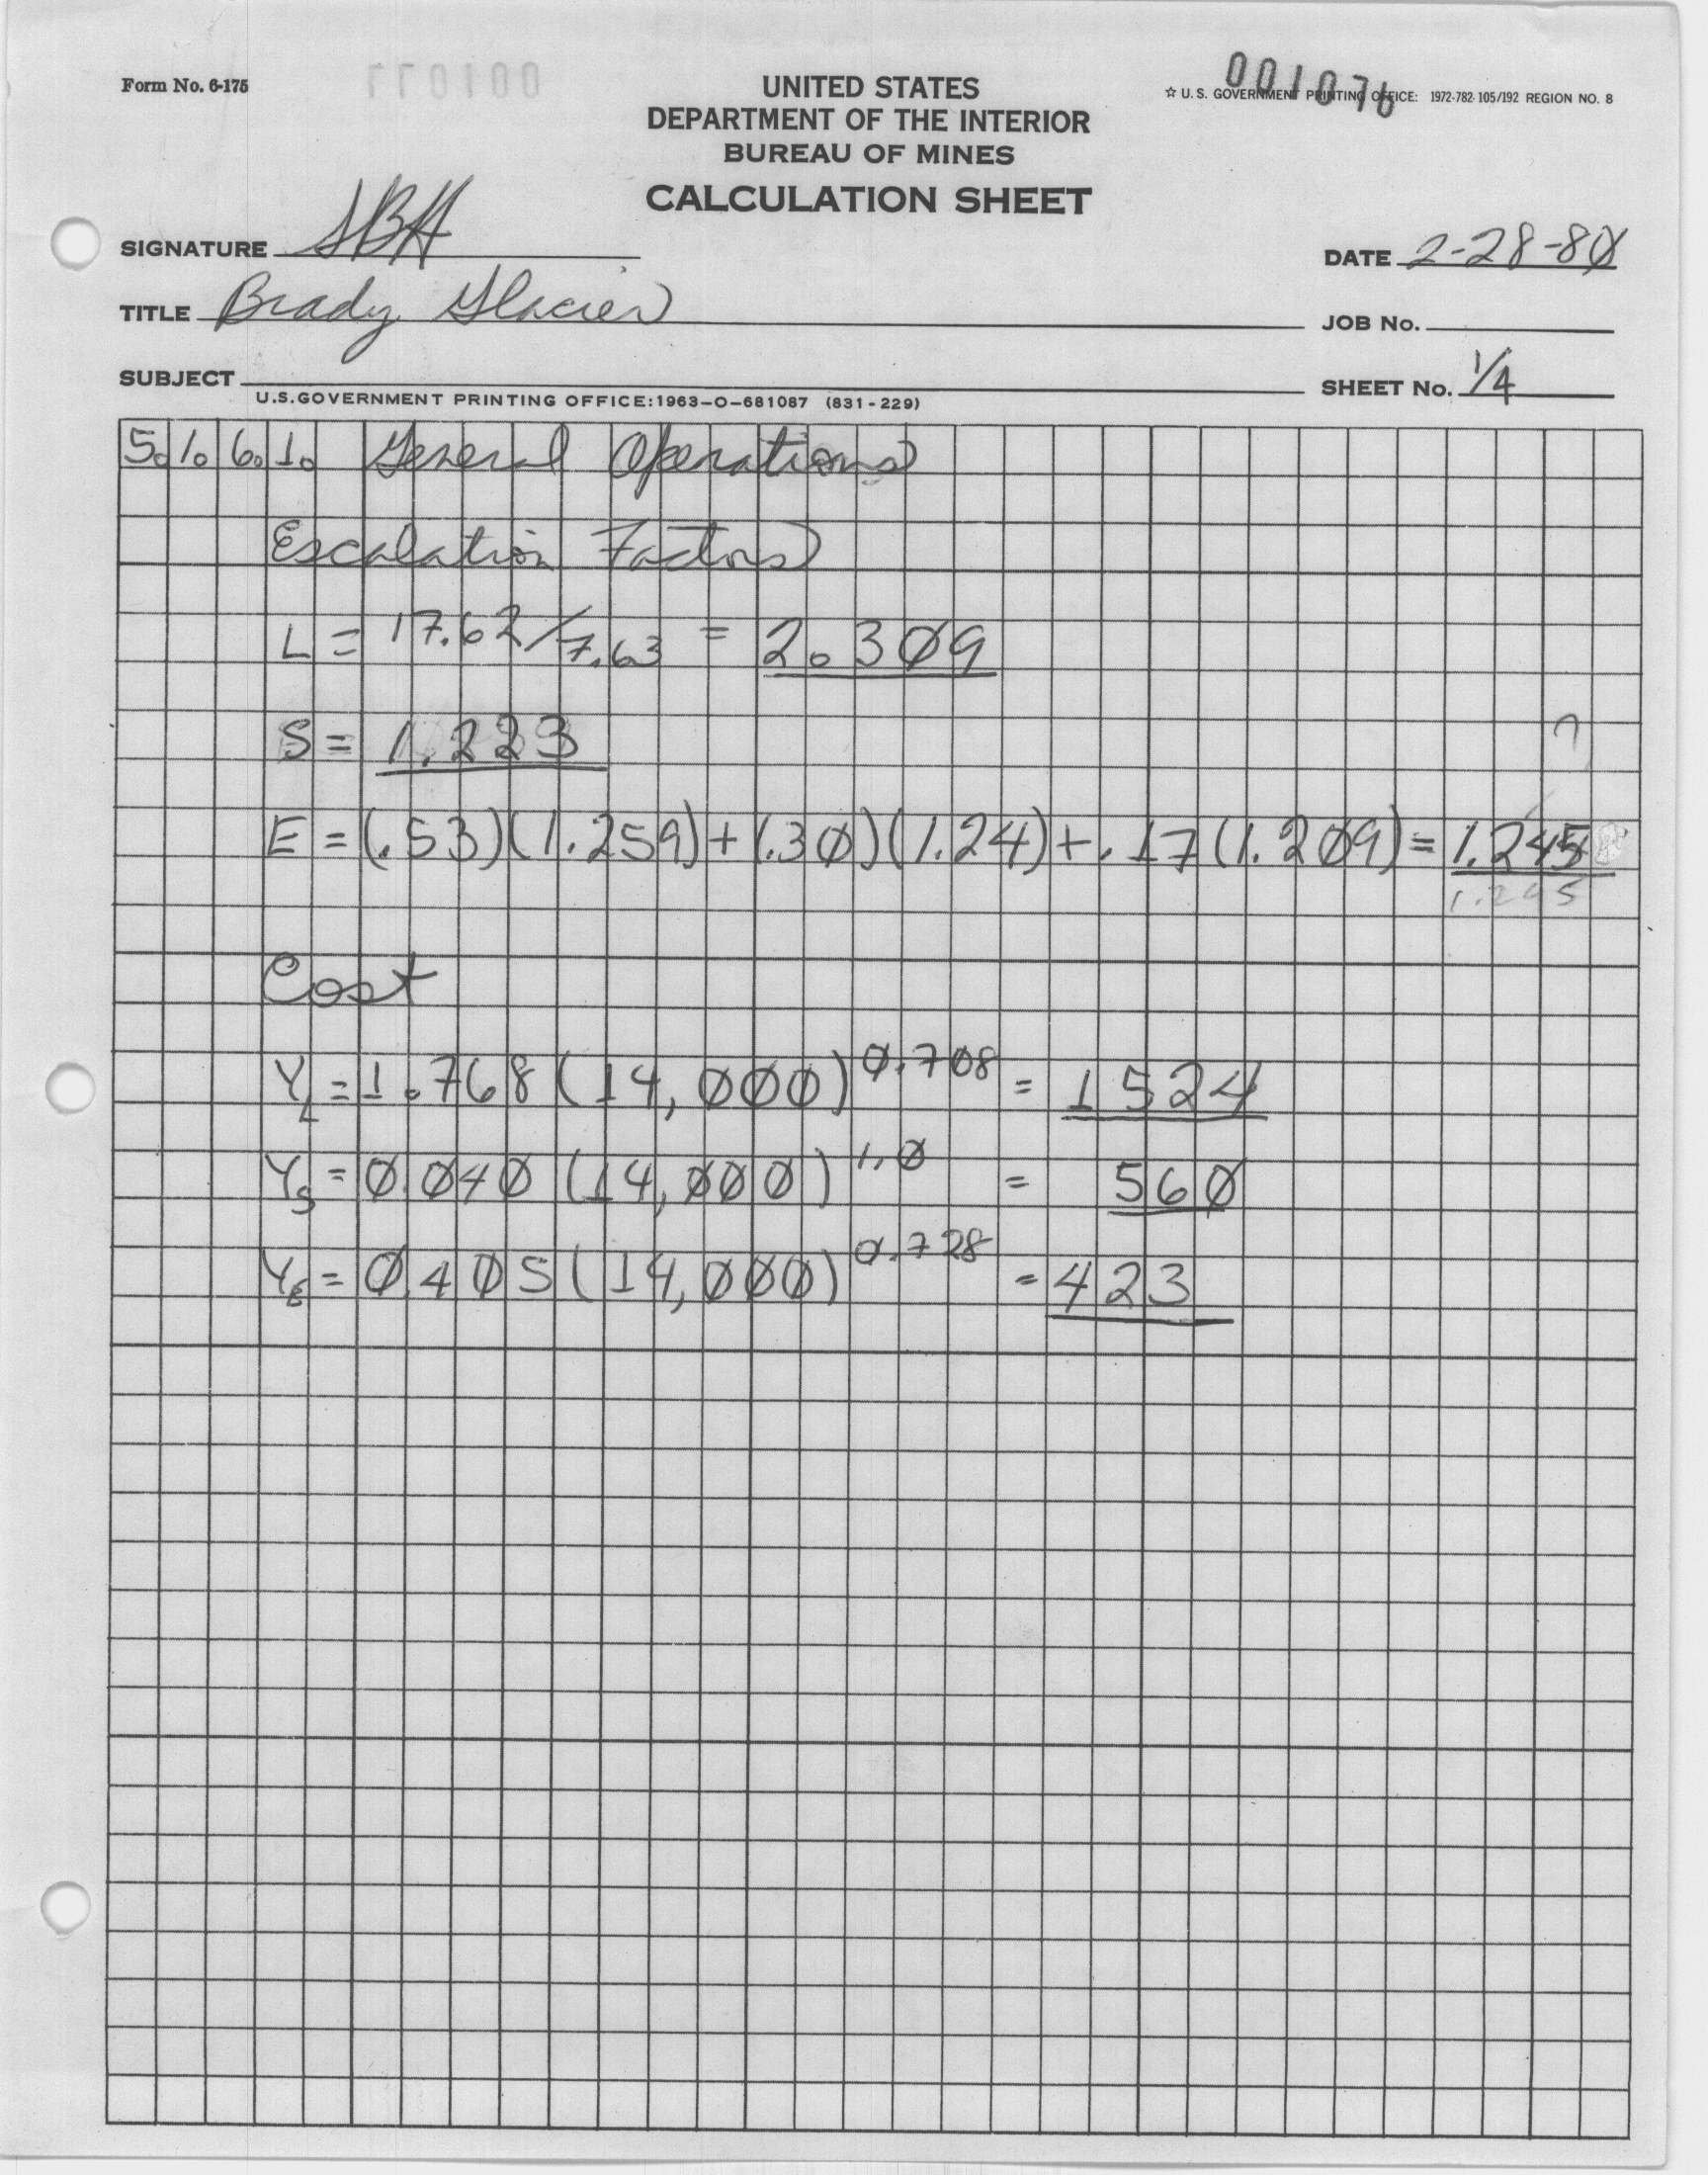 Form No. 6-175
001077
UNITED STATES
DEPARTMENT OF THE INTERIOR
BUREAU OF MINES
CALCULATION SHEET
001076
☆ U. S. GOVERNMENT PRINTING OFFICE: 1972-782-105/192 REGION NO. 8
SIGNATURE SBH
DATE 2-28-80
TITLE Brady Glacier
JOB No.
SUBJECT
SHEET No. 1/4
U.S.GOVERNMENT PRINTING OFFICE:1963-O-681087 (831-229)
5.1.6.1. General Operations
Escalation Factors
L = 17.62/7.63 = 2.309
S = 1.223
?
E = (.53)(1.259)+(.30)(1.24)+.17(1.209)=1.245
1.245
Cost
Y_L = 1.768 (14,000)^0.708 = 1524
Y_S = 0.040 (14,000)^1.0 = 560
Y_E = 0.405 (14,000)^0.728 = 423